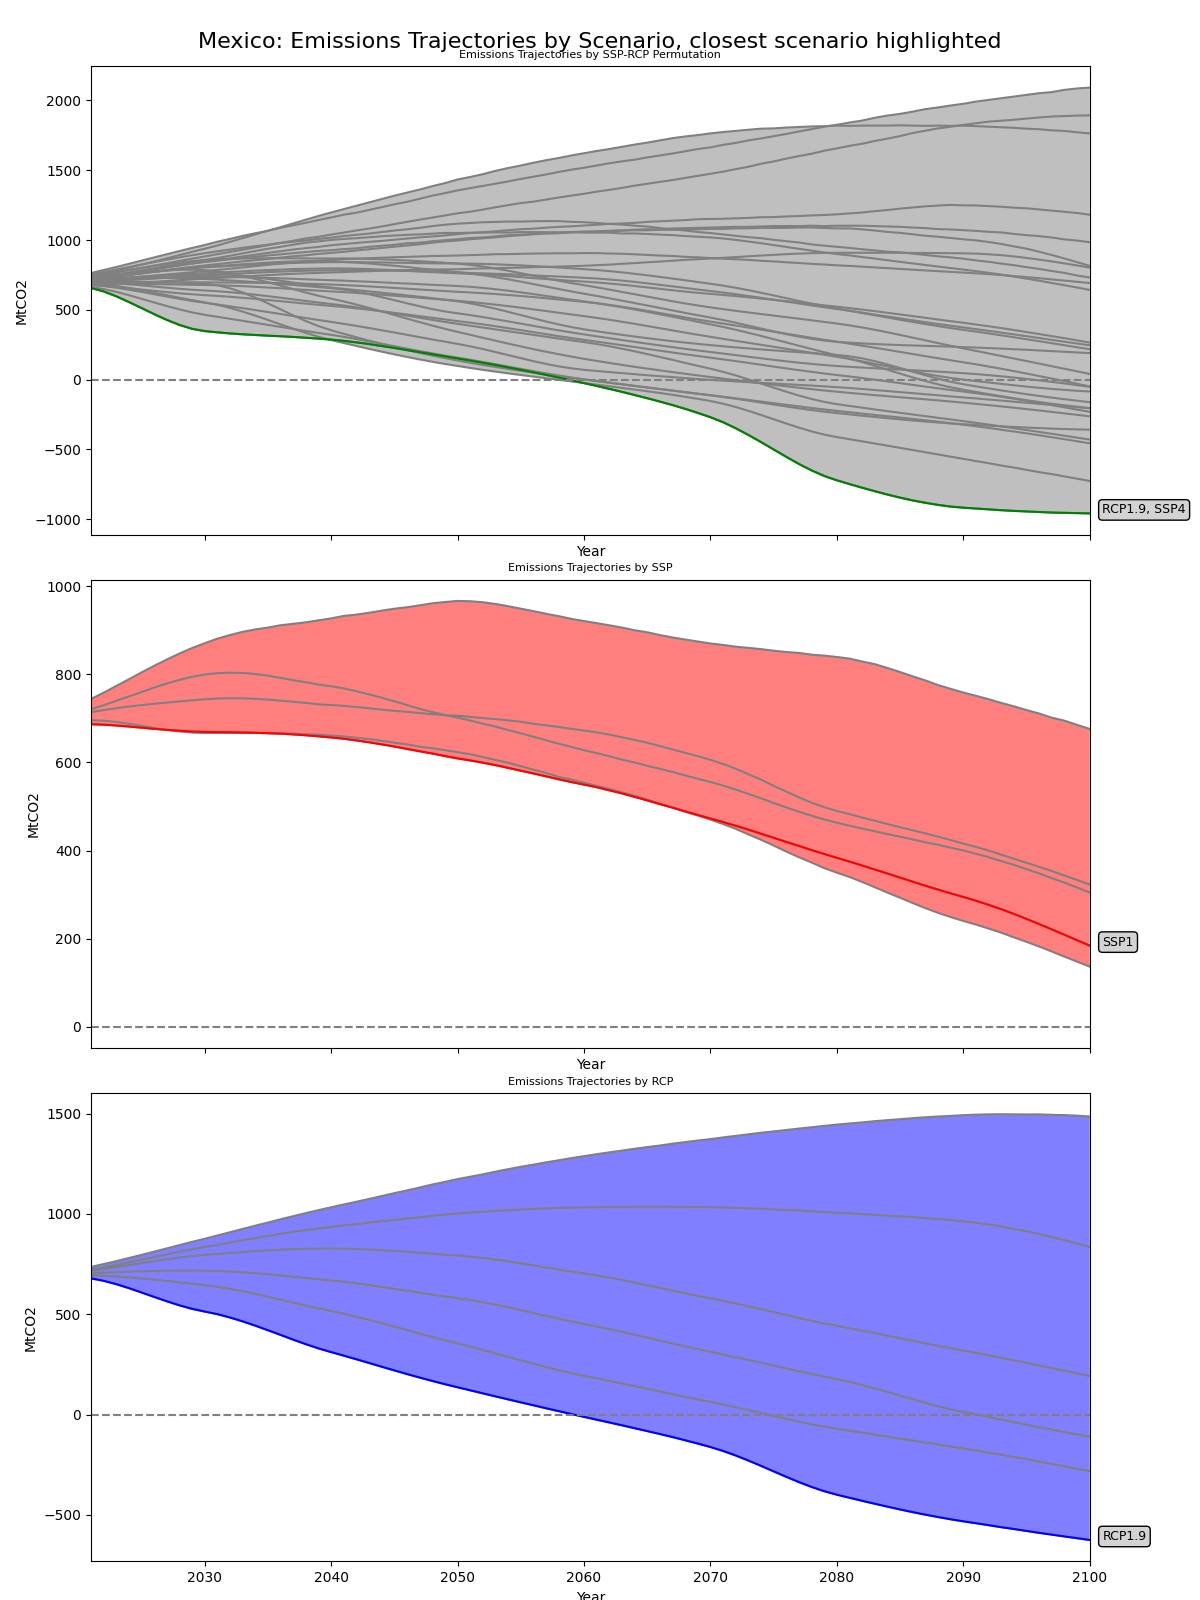 Mexico: Emissions Trajectories by Scenario, closest scenario highlighted
Emissions Trajectories by SSP-RCP Permutation
2000
1500
1000
500
0
−500
−1000
MtCO2
RCP1.9, SSP4
Year
Emissions Trajectories by SSP
1000
800
600
400
200
0
MtCO2
SSP1
Year
Emissions Trajectories by RCP
1500
1000
500
0
−500
MtCO2
RCP1.9
2030 2040 2050 2060 2070 2080 2090 2100
Year